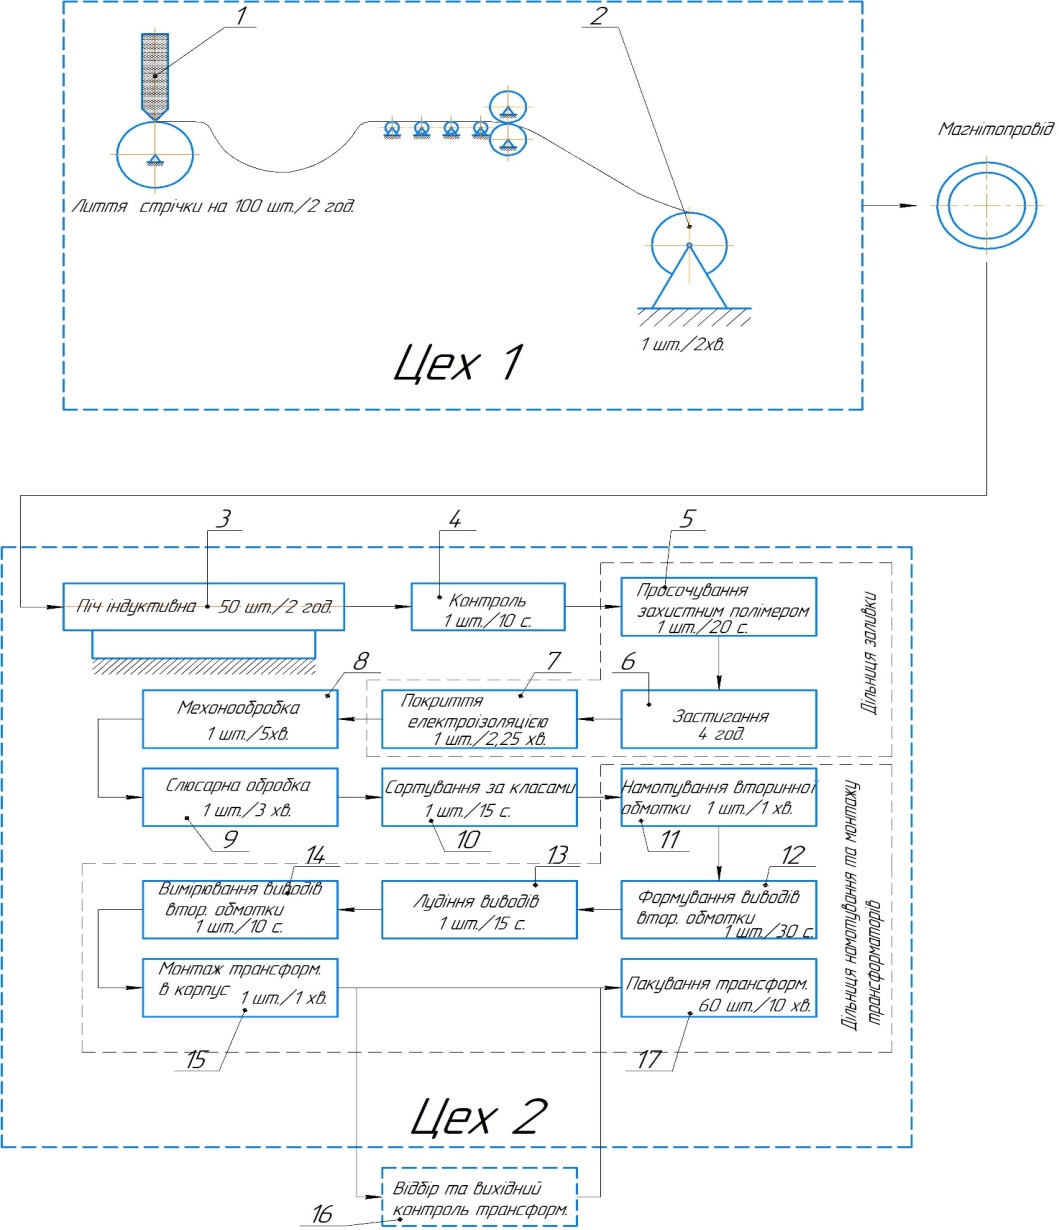 1
2
Магнітопровід
Лиття стрічки на 100 шт./2 год.
1 шт./2хв.
Цех 1
3
4
5
Піч індуктивна 50 шт./2 год.
Контроль
1 шт./10 с.
Просочування
захистним полімером
1 шт./20 с.
Дільниця заливки
8
7
6
Мехонообробка
1 шт./5хв.
Покриття
електроізоляцією
1 шт./2,25 хв.
Застигання
4 год.
Слюсарна обробка
1 шт./3 хв.
Сортування за класами
1 шт./15 с.
Намотування вторинної
обмотки 1 шт./1 хв.
9
10
11
Дільниця намотування та монтажу
трансформаторів
14
13
12
Вимірювання виводів
втор. обмотки
1 шт./10 с.
Лудіння виводів
1 шт./15 с.
Формування виводів
втор. обмотки
1 шт./30 с.
Монтаж трансформ.
в корпус 1 шт./1 хв.
Пакування трансформ.
60 шт./10 хв.
15
17
Цех 2
Відбір та вихідний
контроль трансформ.
16